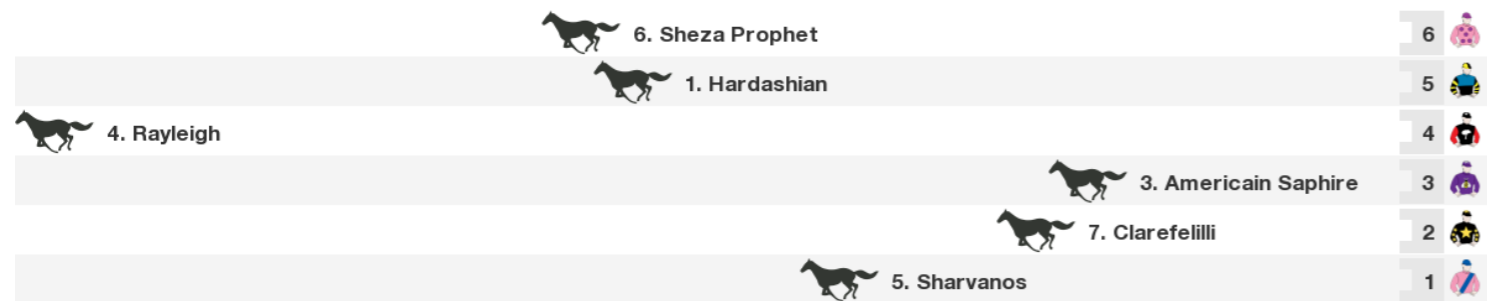 6. Sheza Prophet 6
1. Hardashian 5
4. Rayleigh 4
3. Americain Saphire 3
7. Clarefelilli 2
5. Sharvanos 1